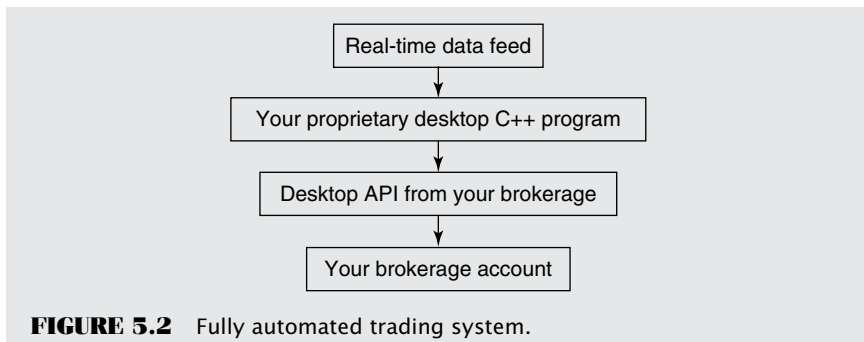 Real-time data feed
Your proprietary desktop C++ program
Desktop API from your brokerage
Your brokerage account
FIGURE 5.2 Fully automated trading system.